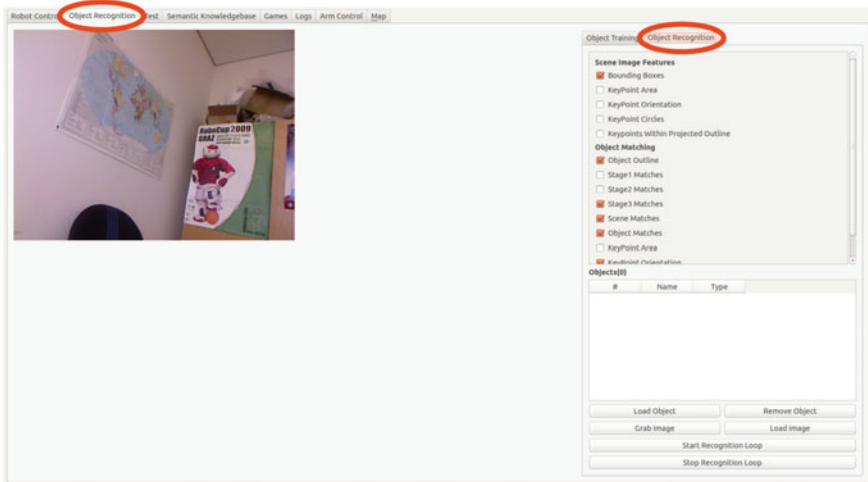 Robot Control Object Recognition Test Semantic Knowledgebase Games Logs Arm Control Map
Object Training Object Recognition
RoboCup 2009
GRAZ
Scene Image Features
Bounding Boxes
KeyPoint Area
KeyPoint Orientation
KeyPoint Circles
Keypoints Within Projected Outline
Object Matching
Object Outline
Stage1 Matches
Stage2 Matches
Stage3 Matches
Scene Matches
Object Matches
KeyPoint Area
KeyPoint Orientation
Objects(0)
# Name Type
Load Object Remove Object
Grab Image Load Image
Start Recognition Loop
Stop Recognition Loop